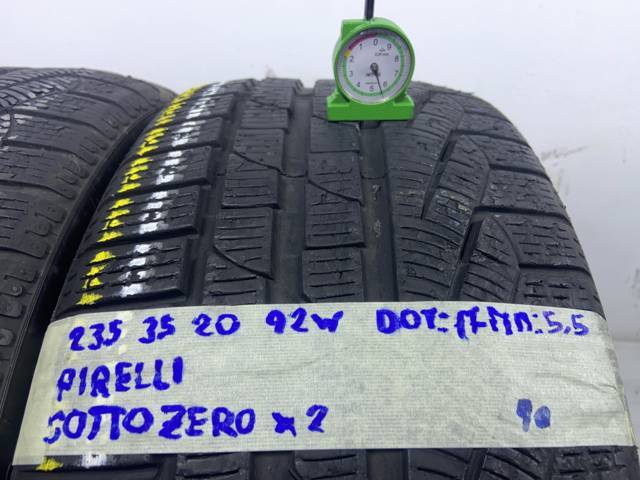 235 35 20 92W DOT:17 MM:5,5
PIRELLI
SOTTOZERO x2 90